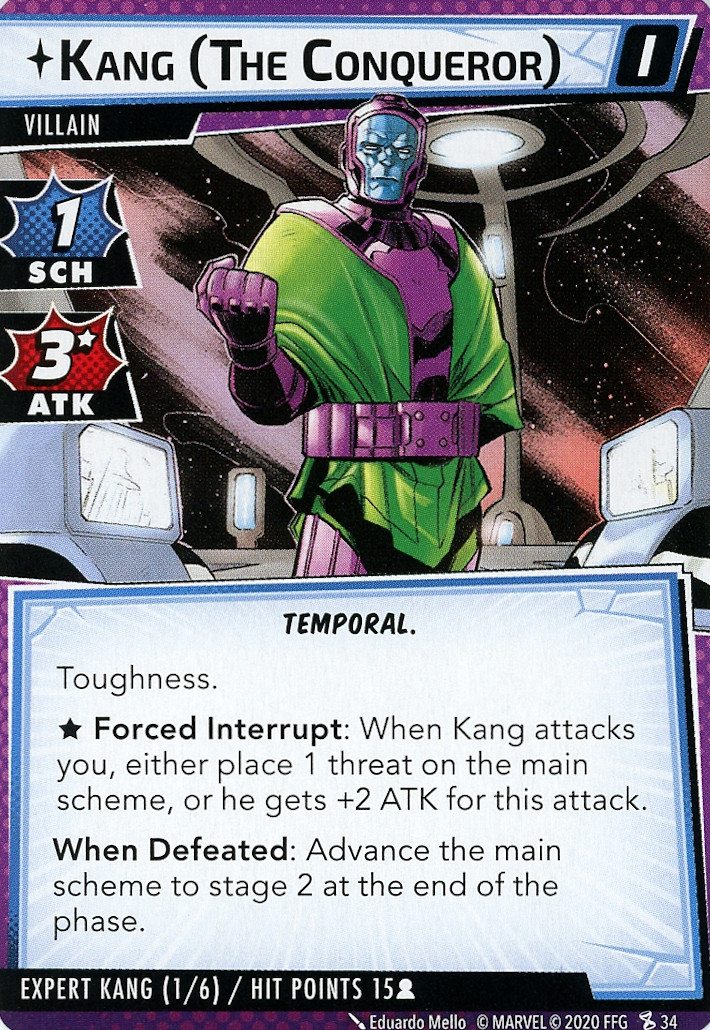 Kang (The Conqueror)
I
VILLAIN
1
SCH
3★
ATK
TEMPORAL.
Toughness.
★ Forced Interrupt: When Kang attacks
you, either place 1 threat on the main
scheme, or he gets +2 ATK for this attack.
When Defeated: Advance the main
scheme to stage 2 at the end of the
phase.
EXPERT KANG (1/6) / HIT POINTS 15
Eduardo Mello © MARVEL © 2020 FFG 34